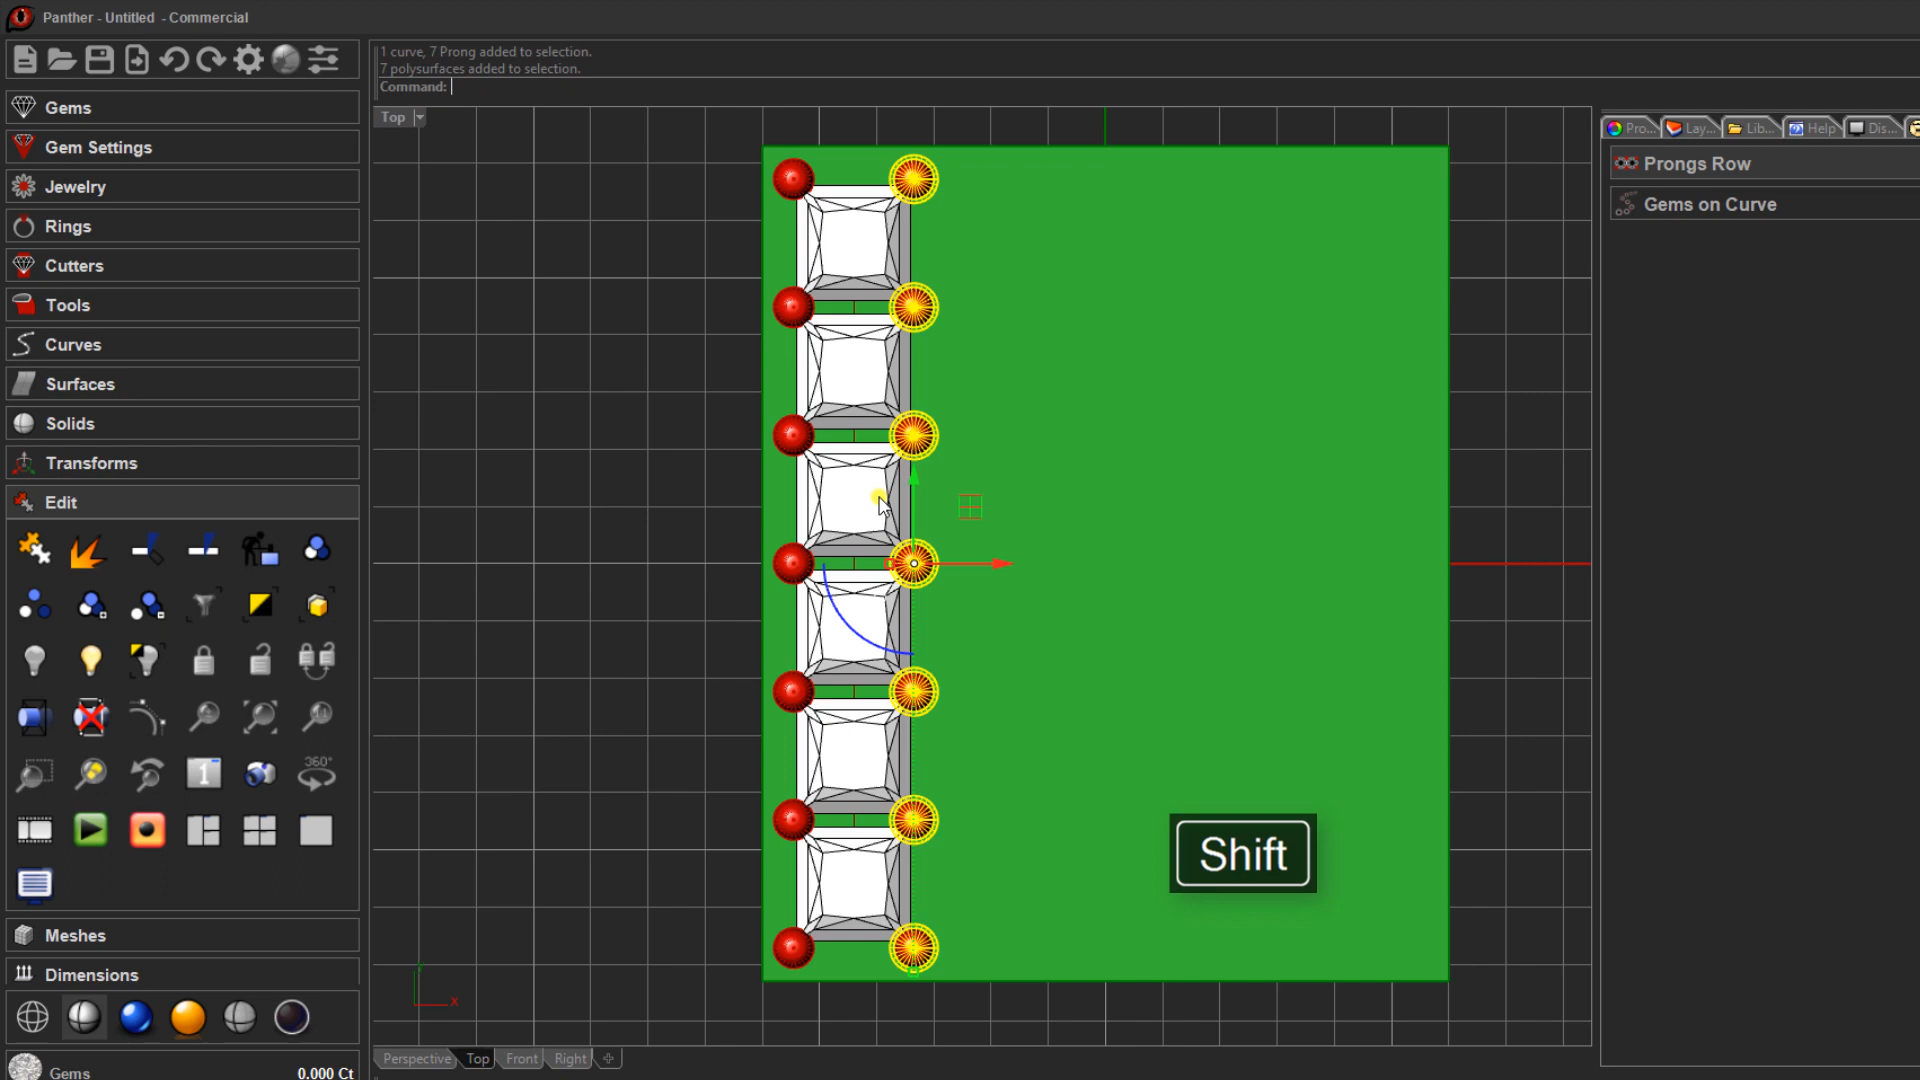 Panther - Untitled - Commercial
1 curve, 7 Prong added to selection.
7 polysurfaces added to selection.
Command:
Gems
Gem Settings
Jewelry
Rings
Cutters
Tools
Curves
Surfaces
Solids
Transforms
Edit
1
360°
Meshes
Dimensions
Gems 0.000 Ct
Top
Shift
y
x
Perspective Top Front Right
Pro... Lay... Lib... Help Dis...
Prongs Row
Gems on Curve